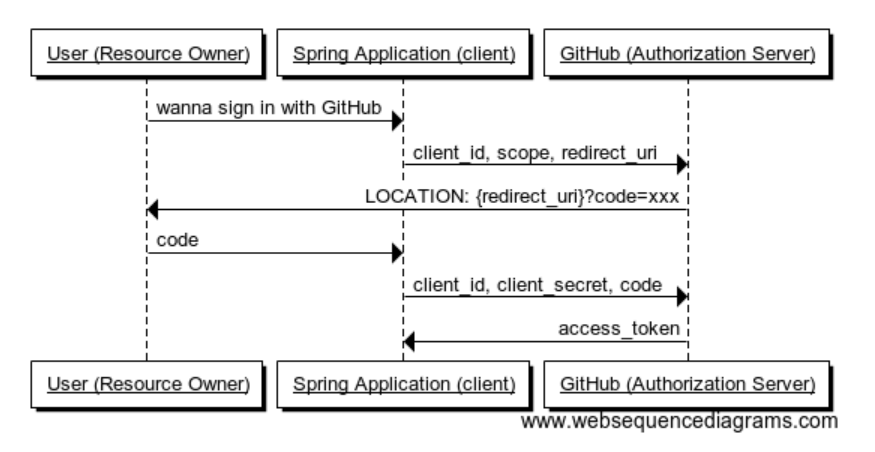 User (Resource Owner) Spring Application (client) GitHub (Authorization Server)
wanna sign in with GitHub
client_id, scope, redirect_uri
LOCATION: {redirect_uri}?code=xxx
code
client_id, client_secret, code
access_token
User (Resource Owner) Spring Application (client) GitHub (Authorization Server)
www.websequencediagrams.com